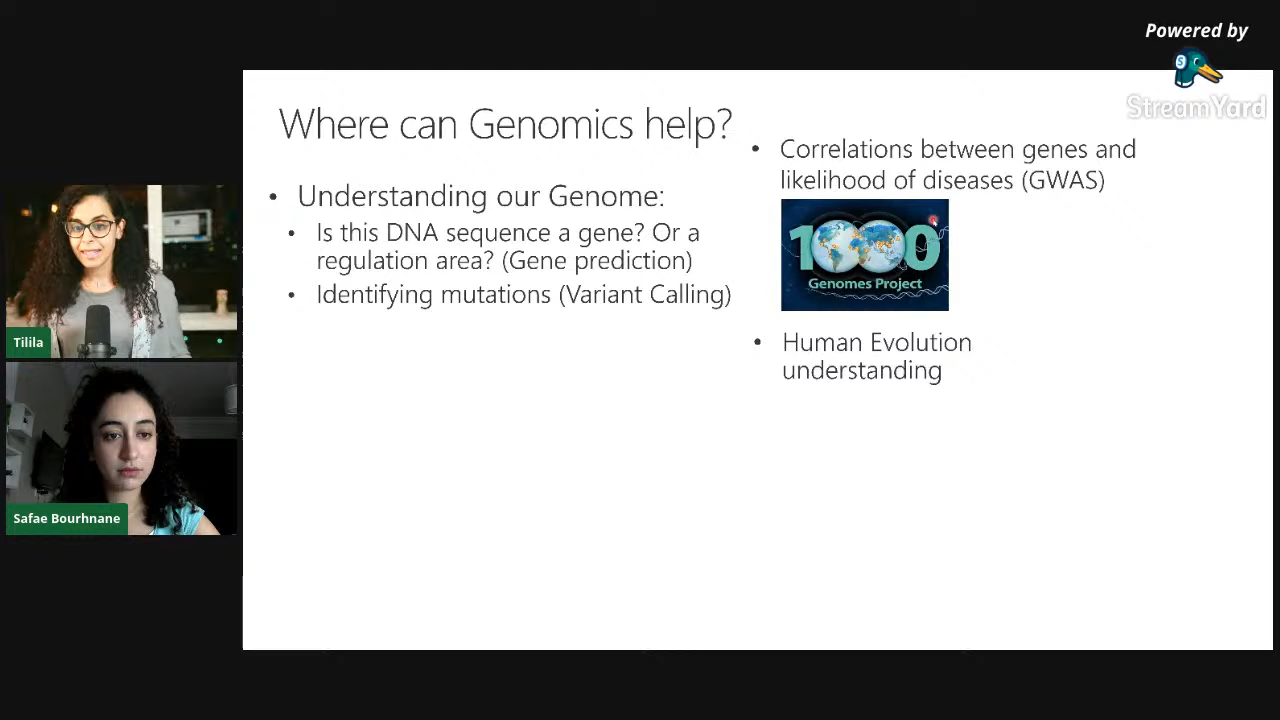 Powered by
StreamYard
Where can Genomics help?
• Understanding our Genome:
• Is this DNA sequence a gene? Or a
regulation area? (Gene prediction)
• Identifying mutations (Variant Calling)
• Correlations between genes and
likelihood of diseases (GWAS)
1000
Genomes Project
• Human Evolution
understanding
Tilila
Safae Bourhnane